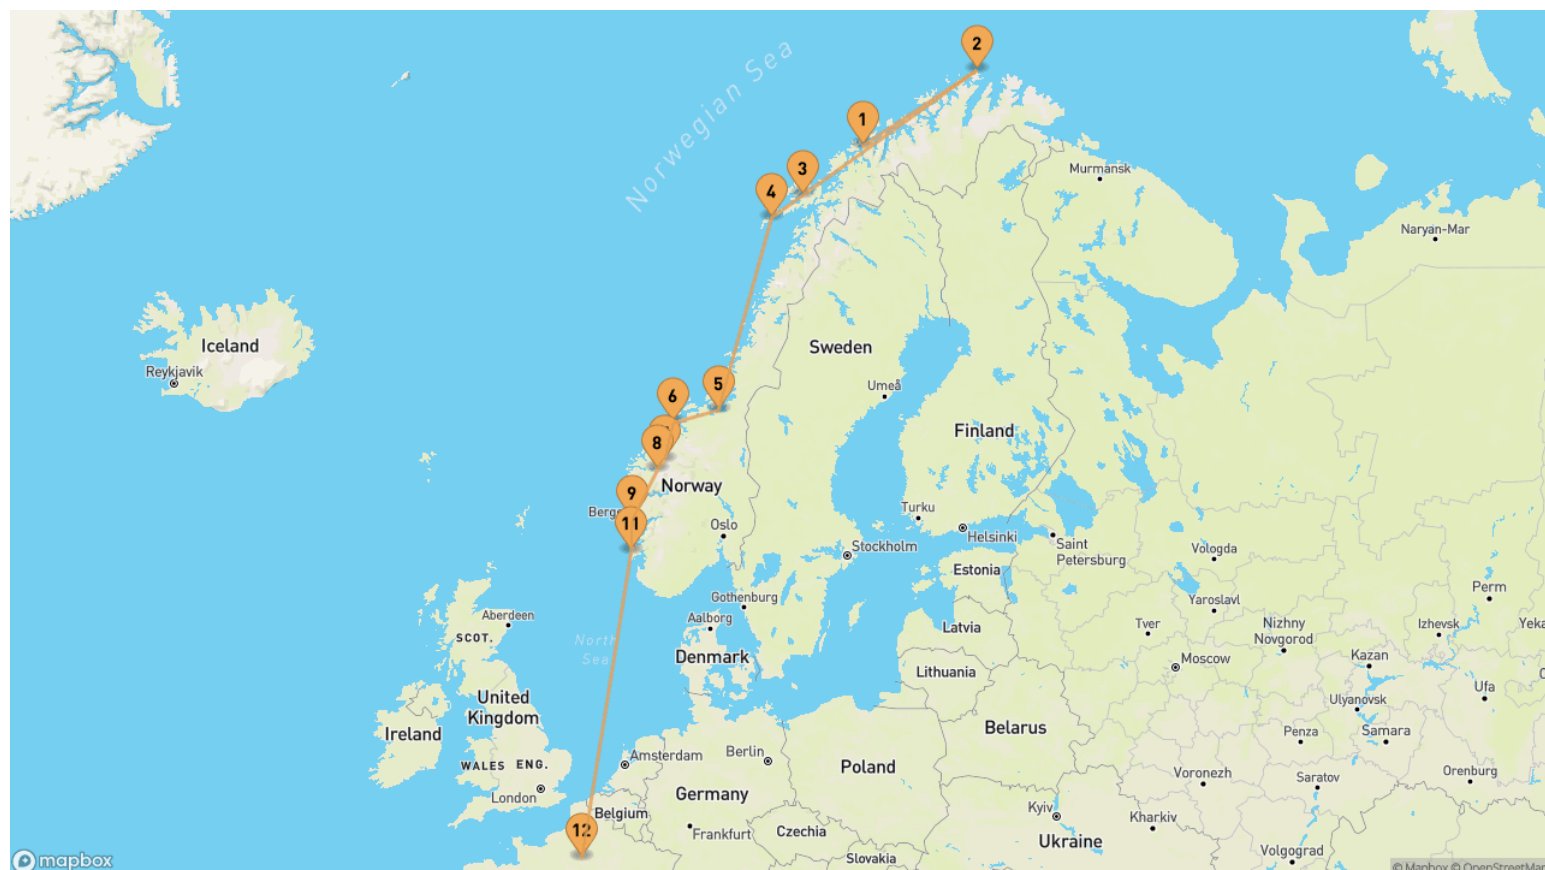 2
1
3
4
5
6
8
9
11
12
Norwegian Sea
Murmansk
Naryan-Mar
Iceland
Reykjavik
Sweden
Umeå
Finland
Norway
Oslo
Turku
Helsinki
Stockholm
Saint
Petersburg
Vologda
Estonia
Perm
Yaroslavl
Gothenburg
Aalborg
Aberdeen
SCOT.
North
Sea
Latvia
Tver
Nizhny
Novgorod
Izhevsk
Denmark
Lithuania
Moscow
Kazan
Ufa
United
Kingdom
Ireland
Ulyanovsk
Belarus
Penza
Samara
Amsterdam
Berlin
Poland
WALES
ENG.
London
Voronezh
Saratov
Orenburg
Germany
Belgium
Kyiv
Kharkiv
Frankfurt
Czechia
Ukraine
Slovakia
Volgograd
mapbox
© Mapbox ©